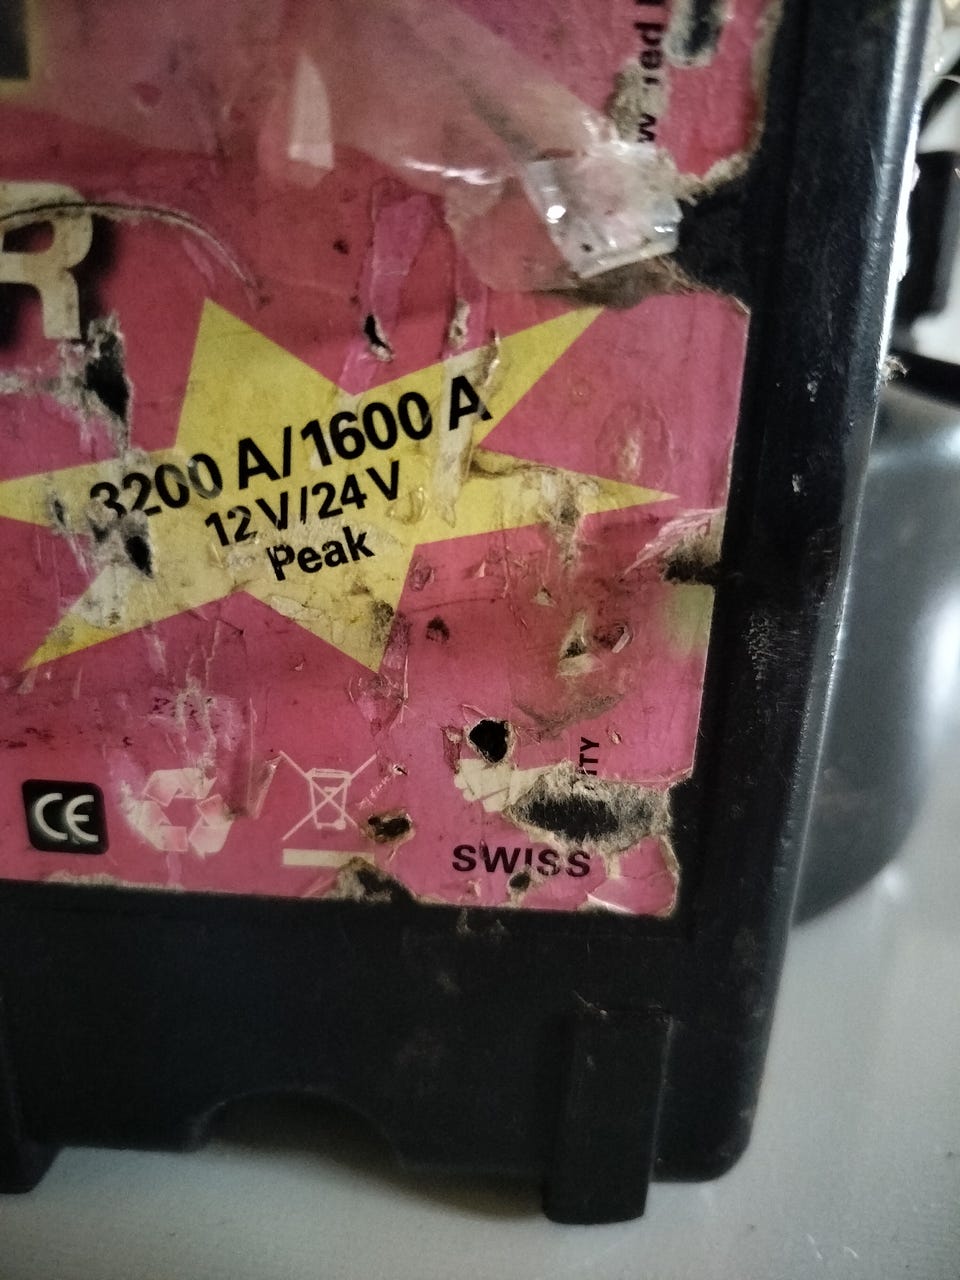 R
3200 A/1600 A
12 V/24 V
Peak
CE
SWISS